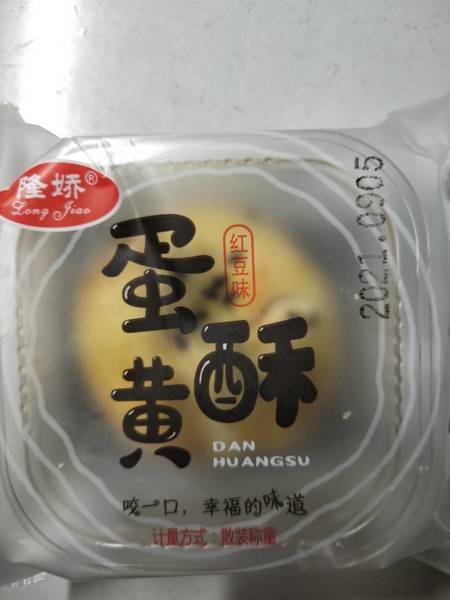 隆娇®
Long Jiao
2021.0905
红豆味
蛋黄酥
DAN
HUANGSU
咬一口，幸福的味道
计量方式：散装称重